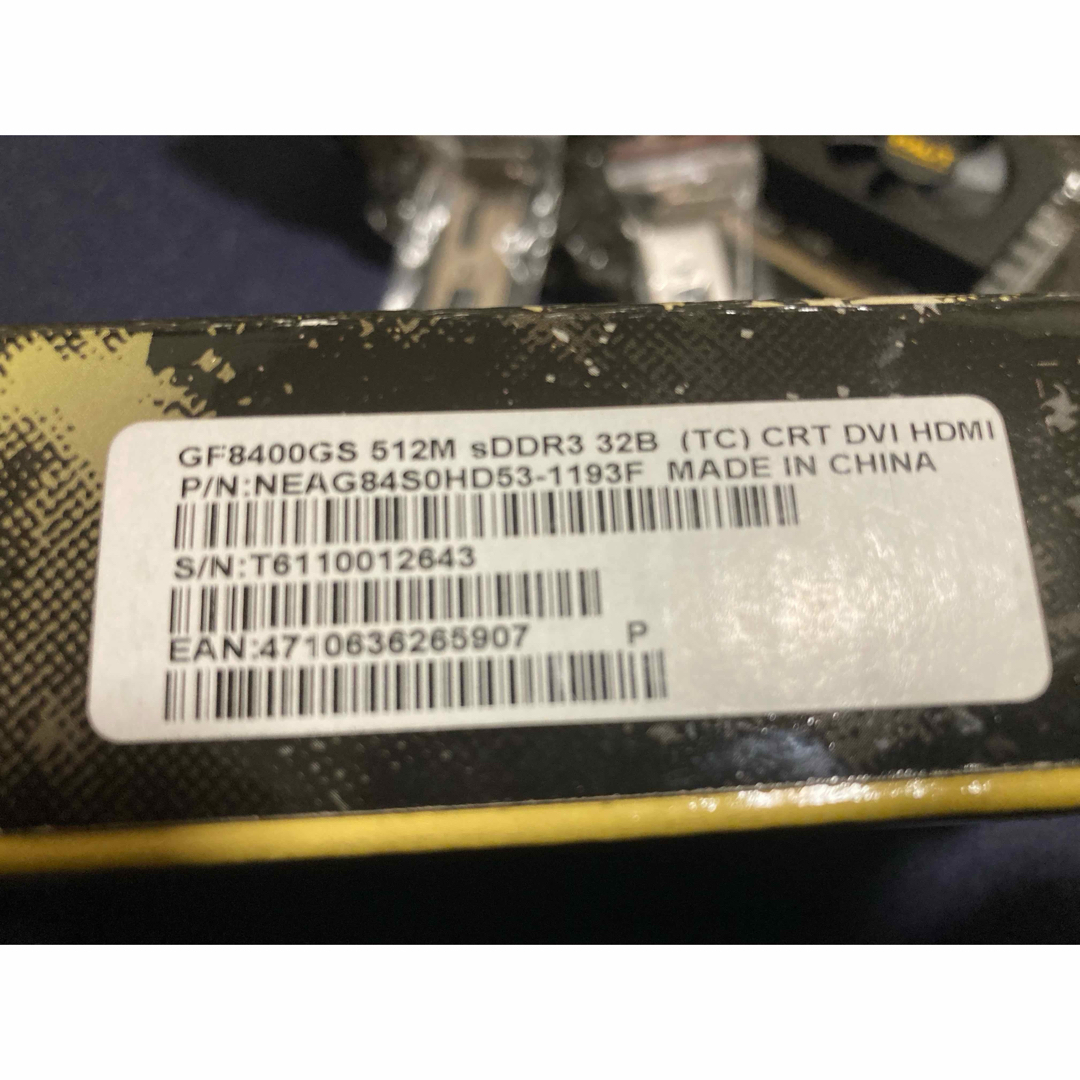 GF8400GS 512M sDDR3 32B (TC) CRT DVI HDMI
P/N:NEAG84S0HD53-1193F MADE IN CHINA
S/N:T6110012643
EAN:4710636265907 P